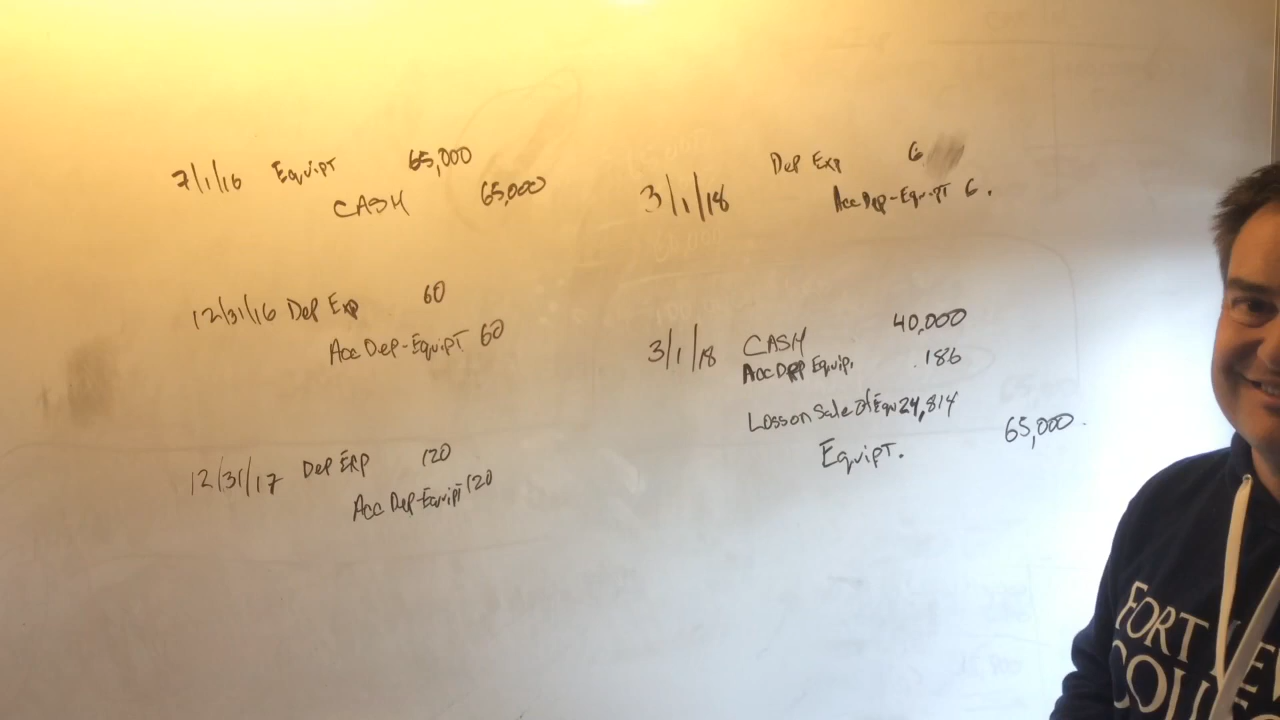 7/1/16 Equipt 65,000
CASH 65,000
12/31/16 Dep Exp 60
Acc Dep-Equipt 60
12/31/17 Dep Exp 120
Acc Dep-Equipt 120
Dep Exp 6
3/1/18 Acc Dep-Equipt 6.
3/1/18 CASH 40,000
Acc Dep Equip. 186
Loss on Sale Of Equ 24,814
Equipt. 65,000.
FORT